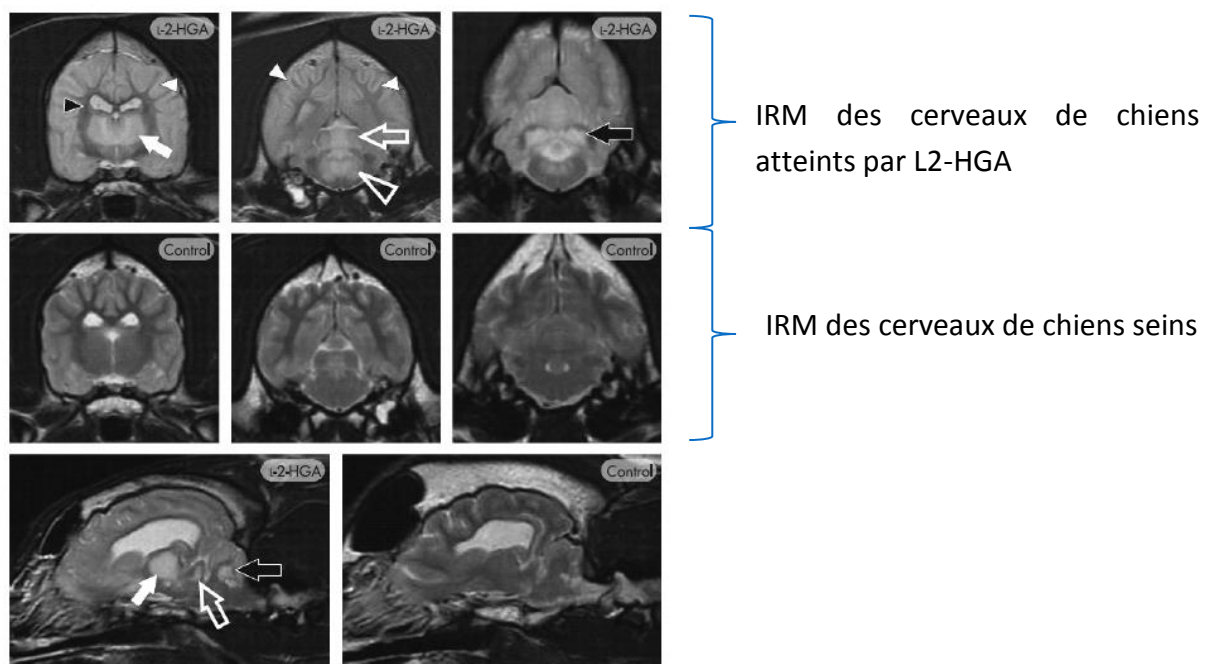 L-2-HGA
L-2-HGA
L-2-HGA
IRM des cerveaux de chiens
atteints par L2-HGA
Control
Control
Control
IRM des cerveaux de chiens seins
L-2-HGA
Control